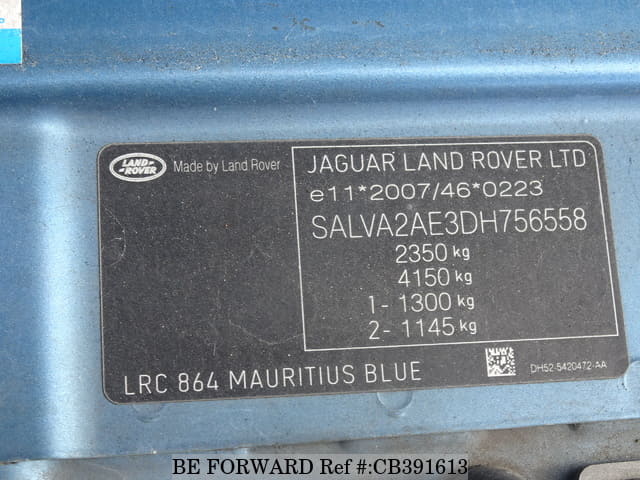 LAND-
ROVER
Made by Land Rover
JAGUAR LAND ROVER LTD
e11*2007/46*0223
SALVA2AE3DH756558
2350 kg
4150 kg
1- 1300 kg
2- 1145 kg
LRC 864 MAURITIUS BLUE
DH52-5420472-AA
BE FORWARD Ref #:CB391613